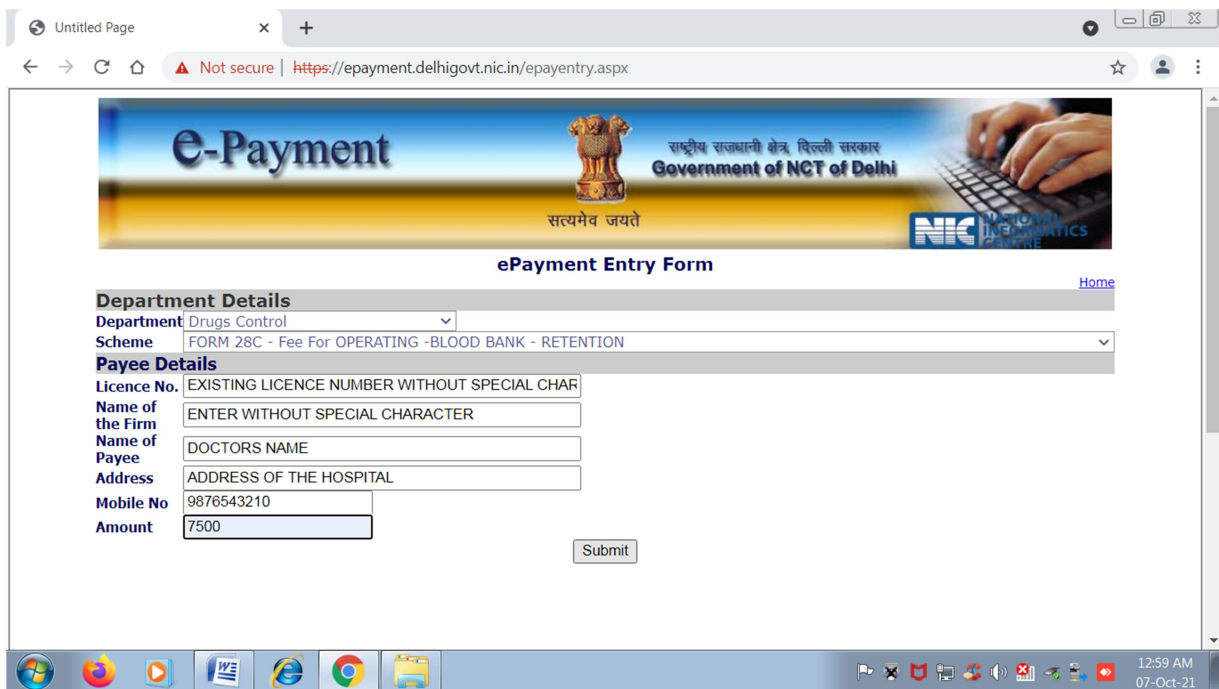 Untitled Page
Not secure | https://epayment.delhigovt.nic.in/epayentry.aspx
e-Payment
राष्ट्रीय राजधानी क्षेत्र, दिल्ली सरकार
Government of NCT of Delhi
सत्यमेव जयते
NIC NATIONAL
INFORMATICS
CENTRE
ePayment Entry Form
Home
Department Details
Department Drugs Control
Scheme FORM 28C - Fee For OPERATING -BLOOD BANK - RETENTION
Payee Details
Licence No. EXISTING LICENCE NUMBER WITHOUT SPECIAL CHAR
Name of
the Firm ENTER WITHOUT SPECIAL CHARACTER
Name of
Payee DOCTORS NAME
Address ADDRESS OF THE HOSPITAL
Mobile No 9876543210
Amount 7500
Submit
12:59 AM
07-Oct-21